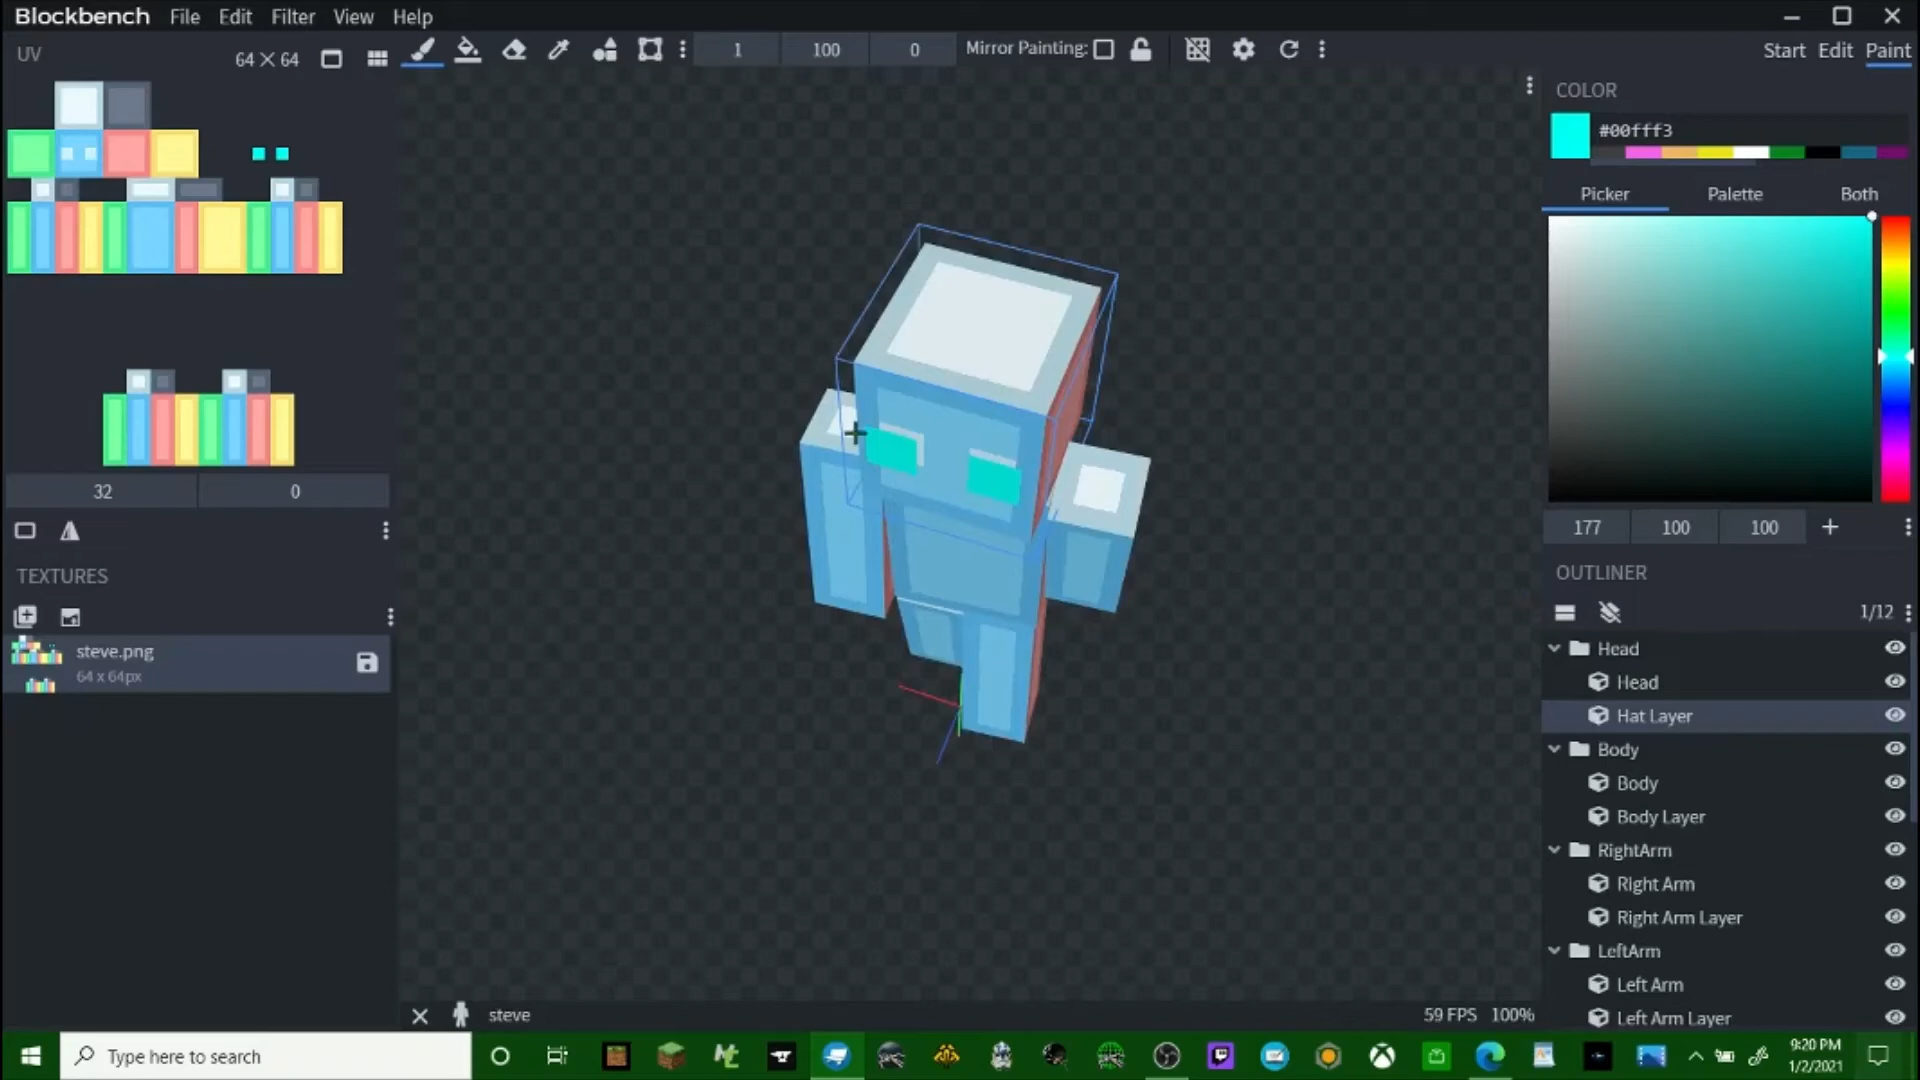 Blockbench File Edit Filter View Help
UV 64 × 64 1 100 0 Mirror Painting: Start Edit Paint
COLOR
#00fff3
Picker Palette Both
32 0
177 100 100
TEXTURES
OUTLINER
1/12
steve.png
64 x 64px
Head
Head
Hat Layer
Body
Body
Body Layer
RightArm
Right Arm
Right Arm Layer
LeftArm
Left Arm
Left Arm Layer
steve 59 FPS 100%
Type here to search
9:20 PM
1/2/2021